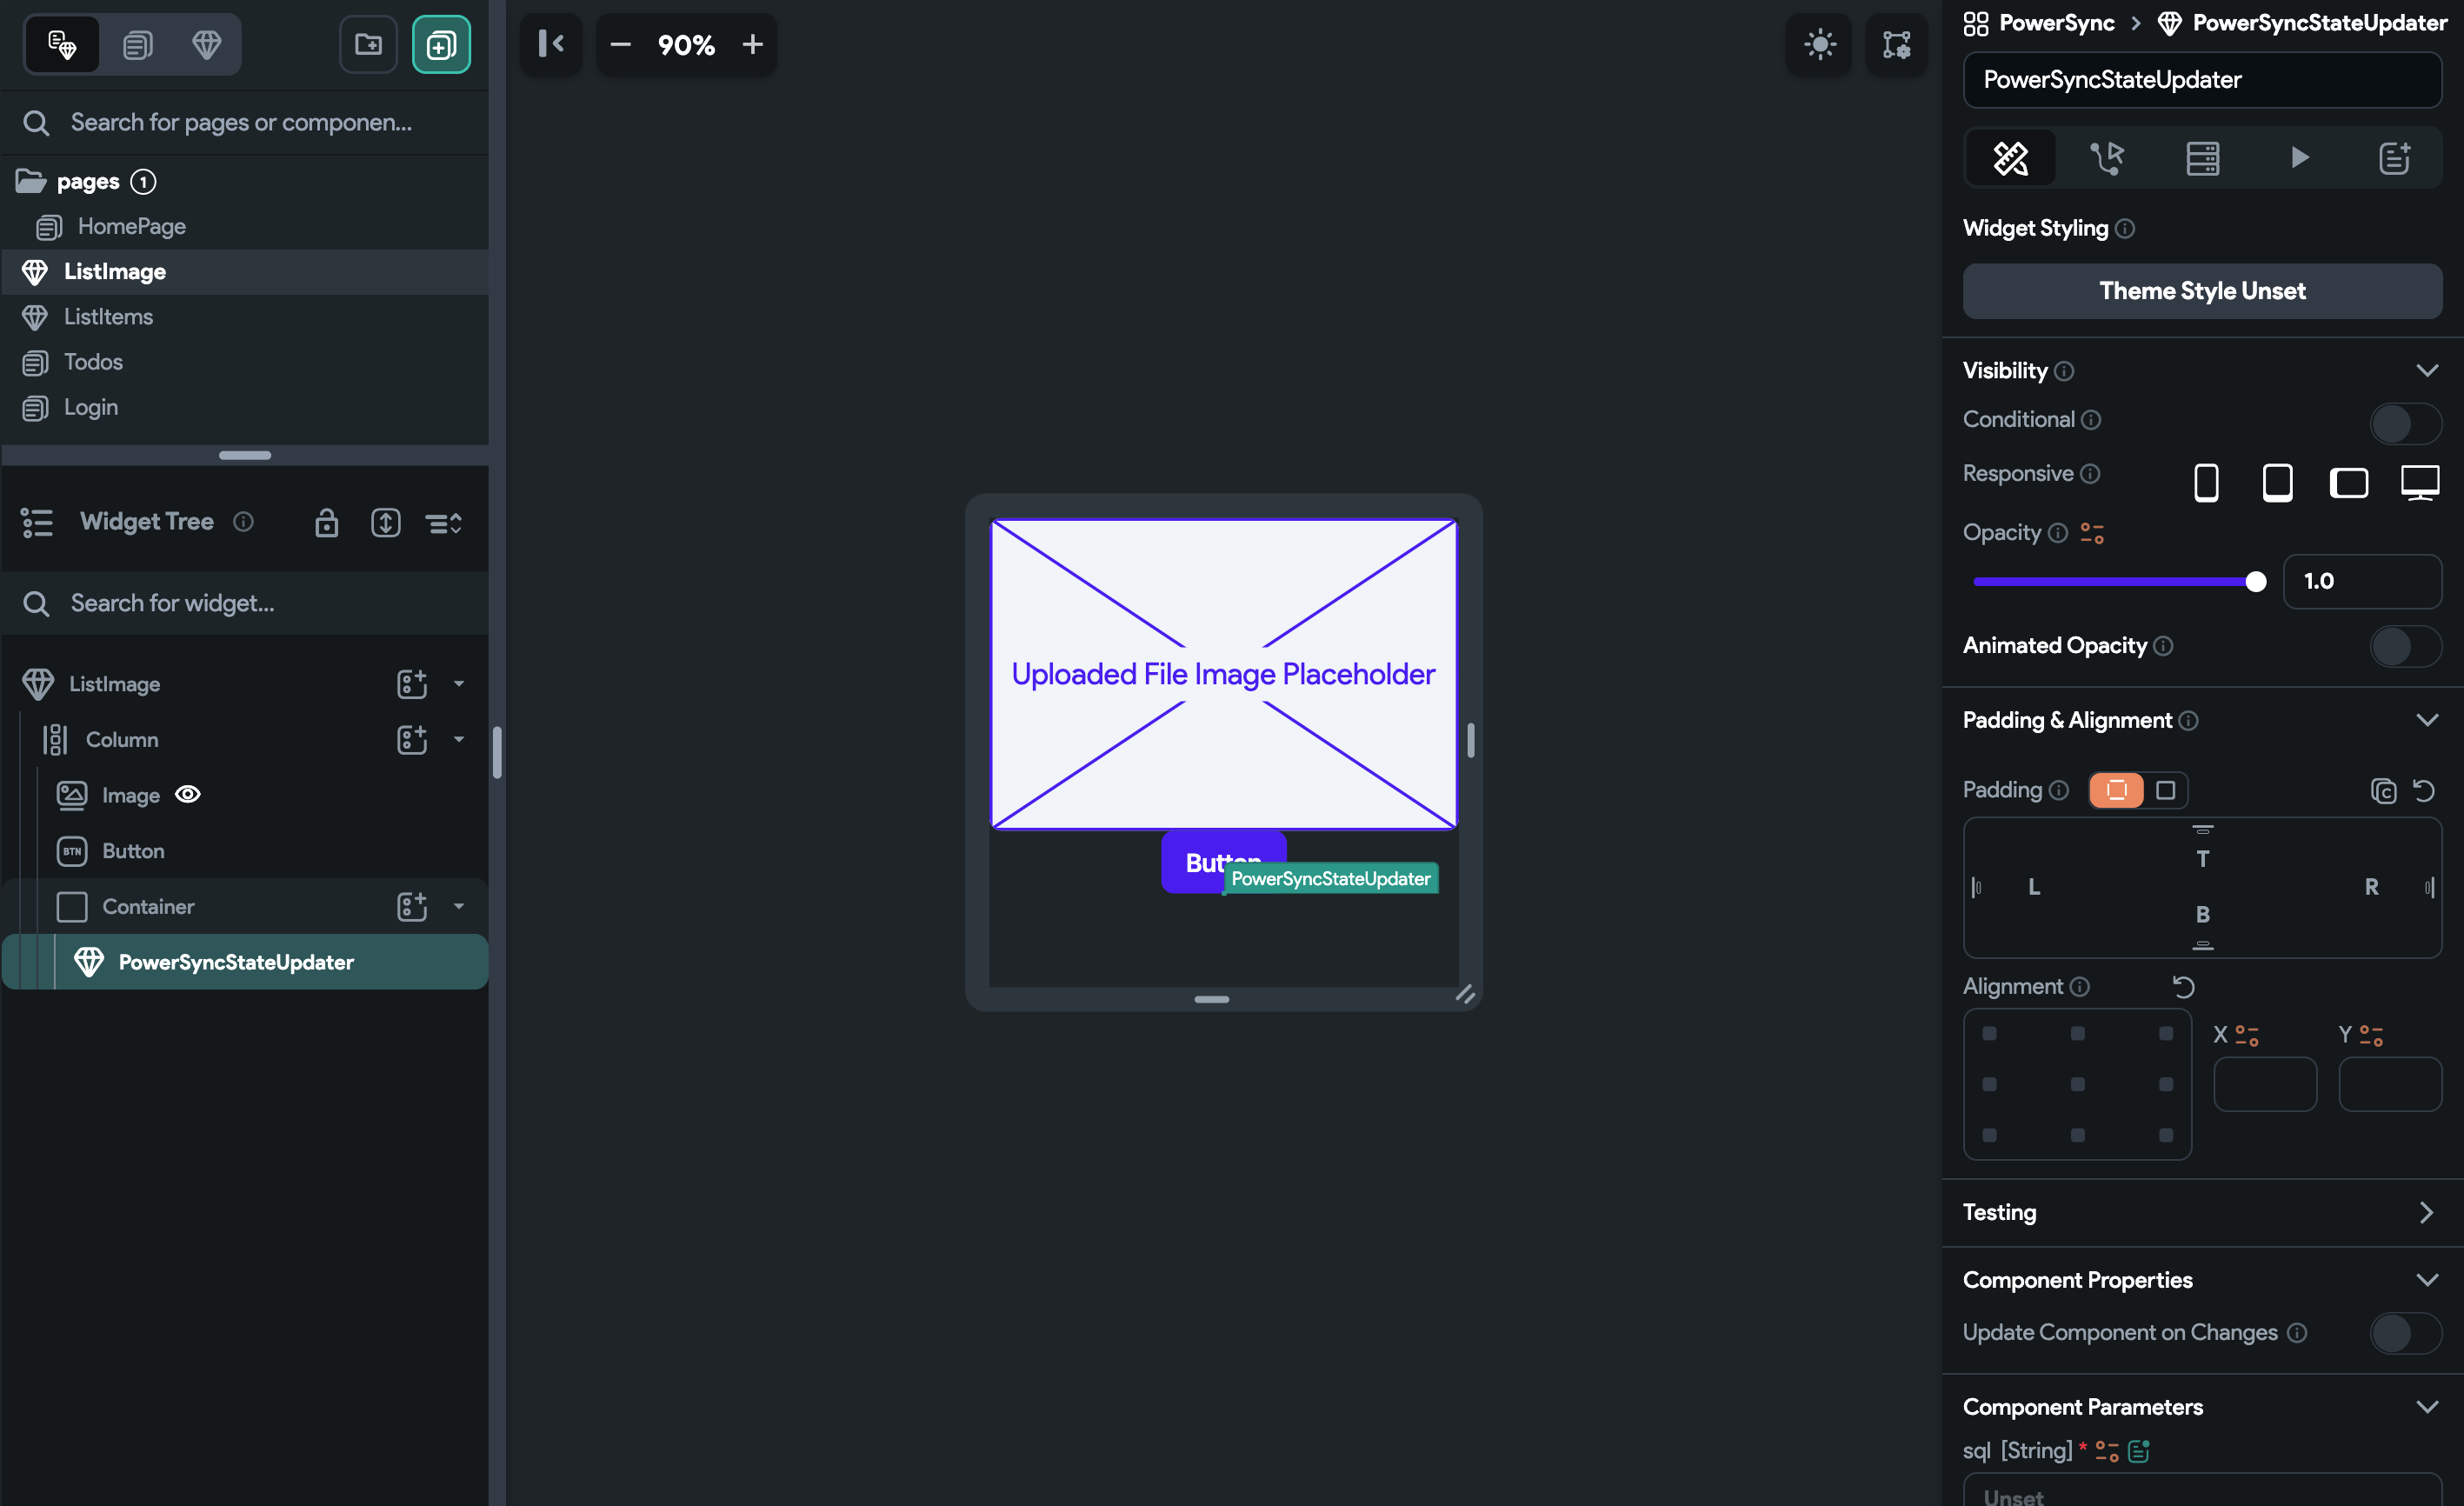 Search for pages or componen...
pages 1
HomePage
ListImage
ListItems
Todos
Login
Widget Tree
Search for widget...
ListImage
Column
Image
BTN Button
Container
PowerSyncStateUpdater
90%
Uploaded File Image Placeholder
PowerSyncStateUpdater
PowerSync > PowerSyncStateUpdater
PowerSyncStateUpdater
Widget Styling
Theme Style Unset
Visibility
Conditional
Responsive
Opacity
1.0
Animated Opacity
Padding & Alignment
Padding
T
L R
B
Alignment
X Y
Testing
Component Properties
Update Component on Changes
Component Parameters
sql [String] *
Unset